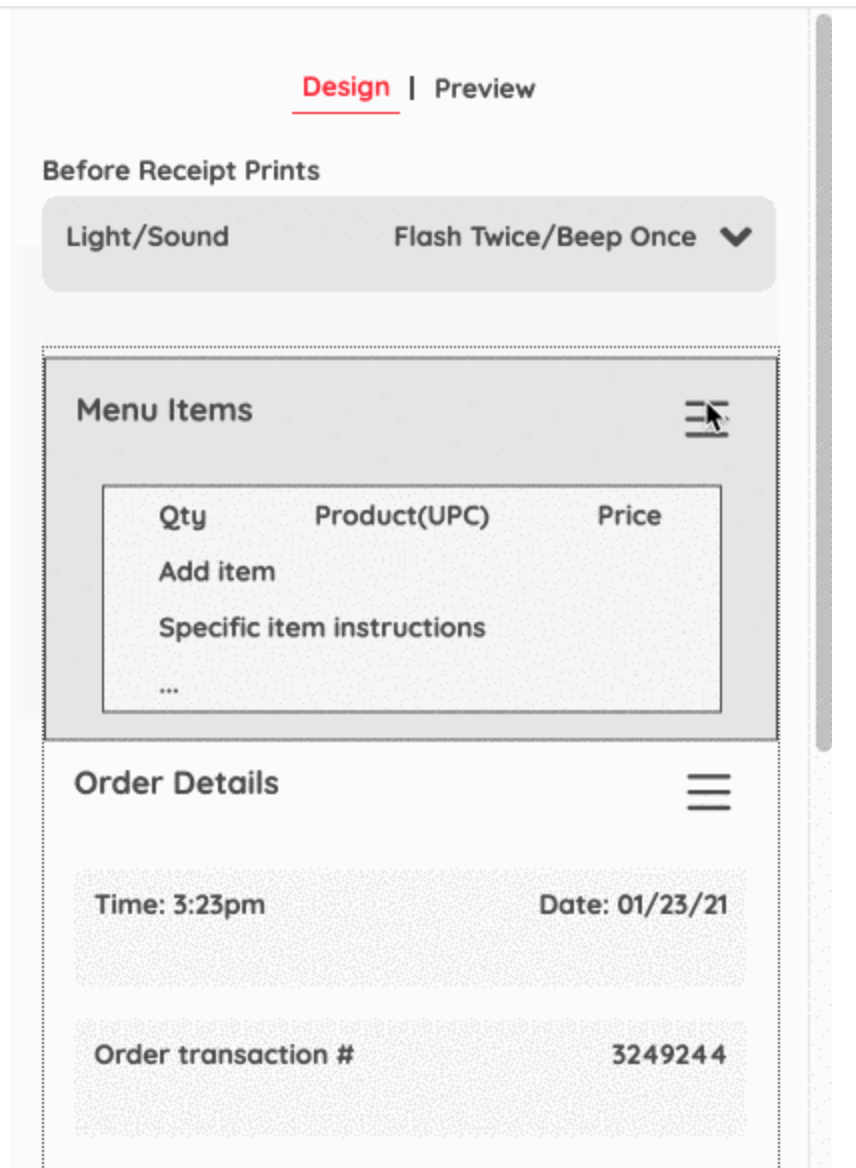 Design | Preview
Before Receipt Prints
Light/Sound Flash Twice/Beep Once
Menu Items
Qty Product(UPC) Price
Add item
Specific item instructions
...
Order Details
Time: 3:23pm Date: 01/23/21
Order transaction # 3249244